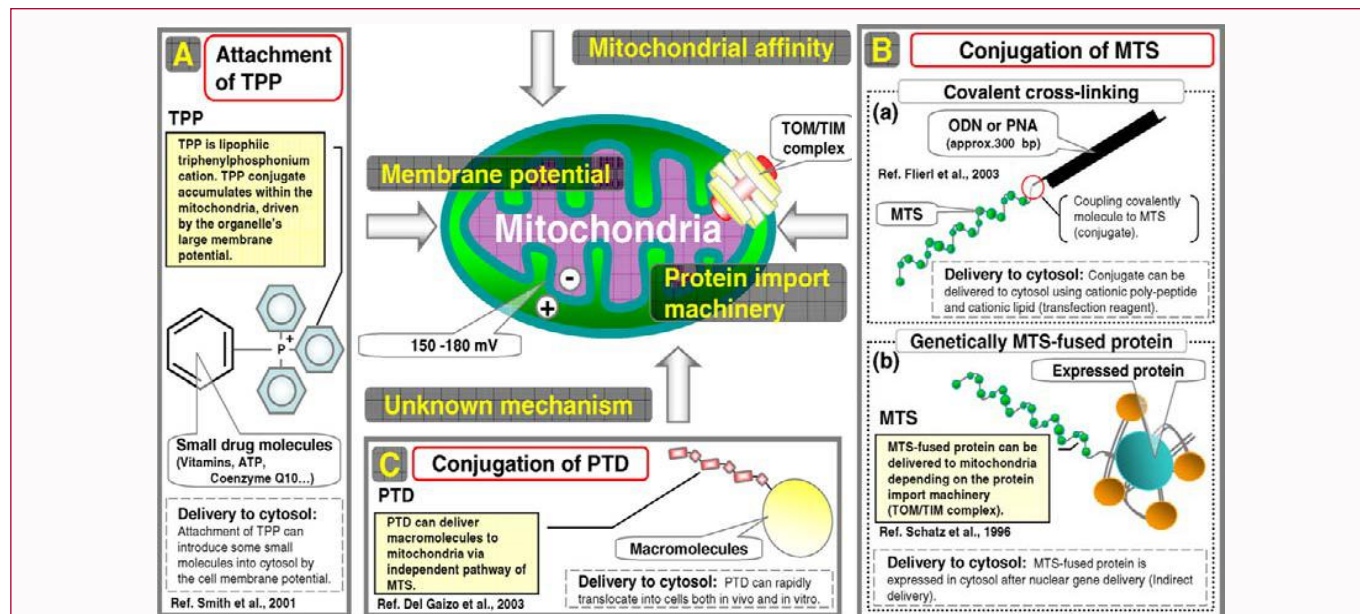 A
Attachment
of TPP
TPP
TPP is lipophlic
triphenylphosphonium
cation. TPP conjugate
accumulates within the
mitochondria, driven
by the organelle's
large membrane
potential.
P
+
Small drug molecules
(Vitamins, ATP,
Coenzyme Q10...)
Delivery to cytosol:
Attachment of TPP can
introduce some small
molecules into cytosol by
the cell membrane potential.
Ref. Smith et al., 2001
Mitochondrial affinity
TOM/TIM
complex
Membrane potential
Mitochondria
Protein import
machinery
-
+
150 -180 mV
Unknown mechanism
C
Conjugation of PTD
PTD
PTD can deliver
macromolecules to
mitochondria via
independent pathway of
MTS.
Ref. Del Gaizo et al., 2003
Macromolecules
Delivery to cytosol: PTD can rapidly
translocate into cells both in vivo and in vitro.
B
Conjugation of MTS
Covalent cross-linking
(a)
ODN or PNA
(approx.300 bp)
Ref. Flierl et al., 2003
MTS
Coupling covalently
molecule to MTS
(conjugate).
Delivery to cytosol: Conjugate can be
delivered to cytosol using cationic poly-peptide
and cationic lipid (transfection reagent).
Genetically MTS-fused protein
(b)
Expressed protein
MTS
MTS-fused protein can be
delivered to mitochondria
depending on the protein
import machinery
(TOM/TIM complex).
Ref. Schatz et al., 1996
Delivery to cytosol: MTS-fused protein is
expressed in cytosol after nuclear gene delivery (Indirect
delivery).